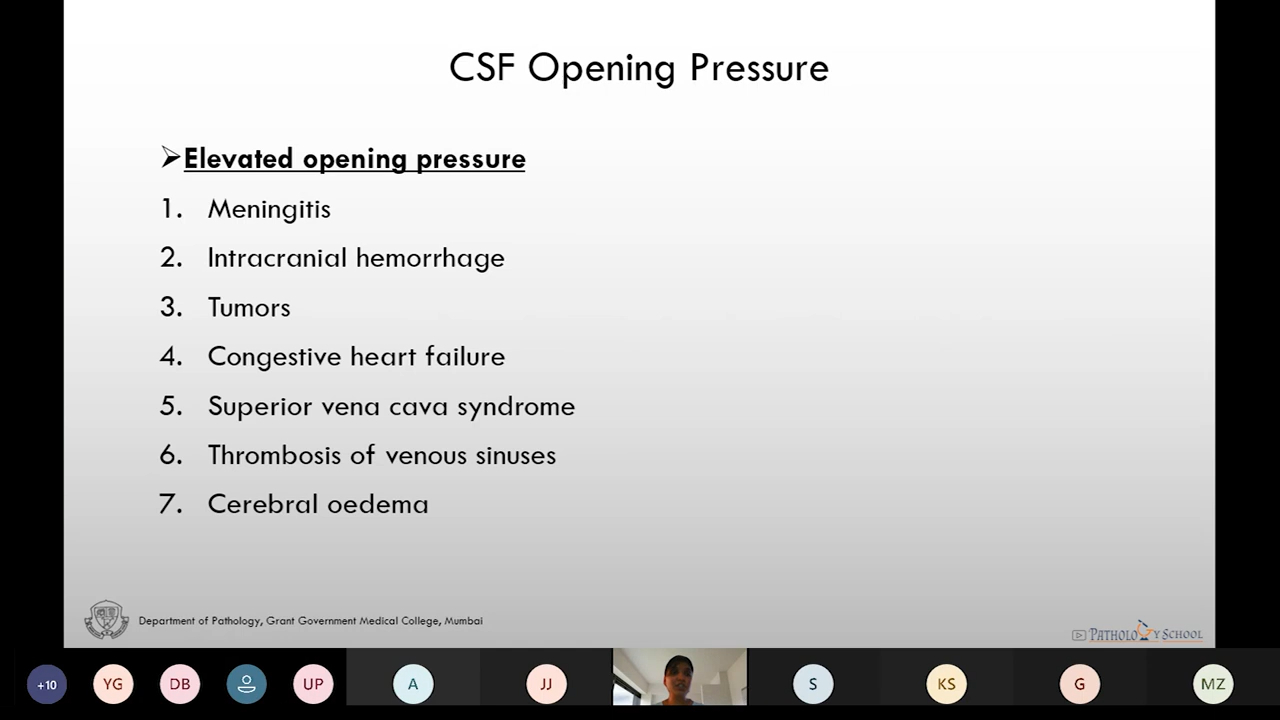 CSF Opening Pressure
➢Elevated opening pressure
1. Meningitis
2. Intracranial hemorrhage
3. Tumors
4. Congestive heart failure
5. Superior vena cava syndrome
6. Thrombosis of venous sinuses
7. Cerebral oedema
Department of Pathology, Grant Government Medical College, Mumbai
PATHOLOGY SCHOOL
+10 YG DB UP A JJ S KS G MZ